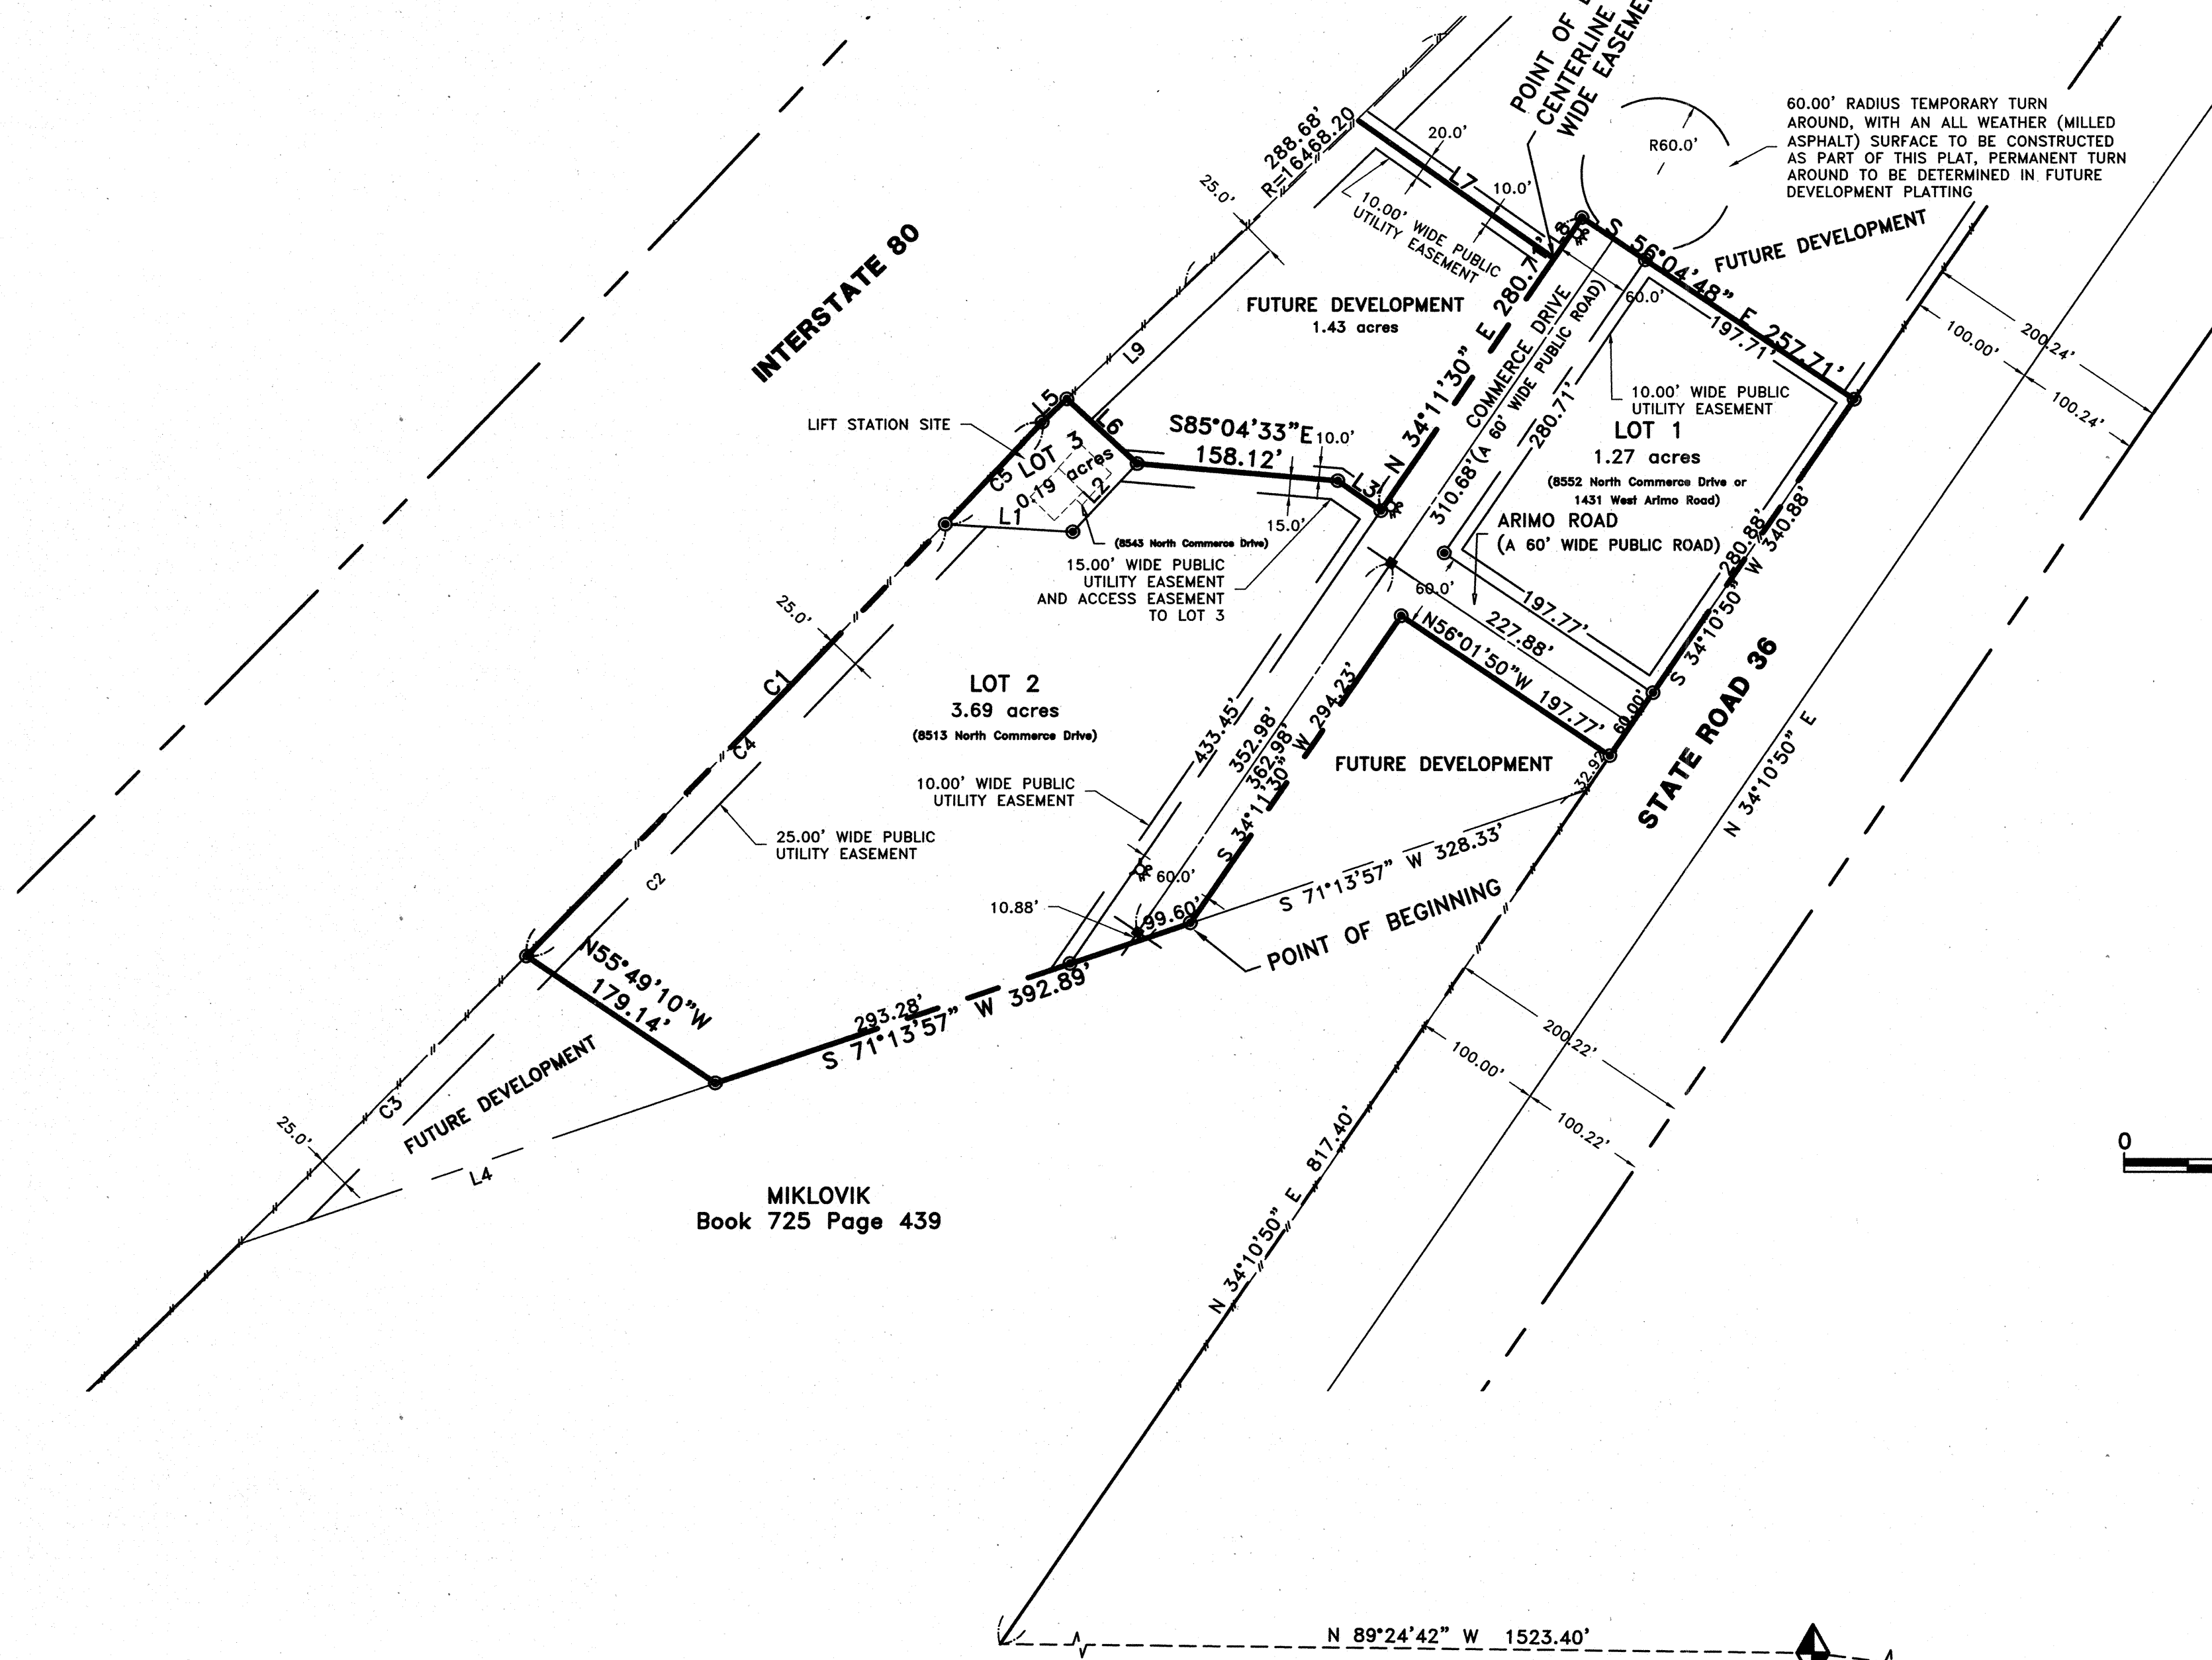 POINT OF
CENTERLINE
WIDE EASEME
60.00' RADIUS TEMPORARY TURN
AROUND, WITH AN ALL WEATHER (MILLED
ASPHALT) SURFACE TO BE CONSTRUCTED
AS PART OF THIS PLAT, PERMANENT TURN
AROUND TO BE DETERMINED IN FUTURE
DEVELOPMENT PLATTING
R60.0'
288.68'
R=16468.20
25.0'
20.0'
L7
10.0'
10.00' WIDE PUBLIC
UTILITY EASEMENT
FUTURE DEVELOPMENT
S 56°04'48" E 257.71'
197.71'
60.0'
INTERSTATE 80
FUTURE DEVELOPMENT
1.43 acres
N 34°11'30" E 280.71'
COMMERCE DRIVE
(A 60' WIDE PUBLIC ROAD)
310.68'
280.71'
200.24'
100.00'
100.24'
L9
L5
L6
LIFT STATION SITE
LOT 3
0.19 acres
C5
L1
L2
S85°04'33"E
158.12'
10.0'
L3
15.0'
10.00' WIDE PUBLIC
UTILITY EASEMENT
LOT 1
1.27 acres
(8552 North Commerce Drive or
1431 West Arimo Road)
ARIMO ROAD
(A 60' WIDE PUBLIC ROAD)
280.88'
S 34°10'50" W 340.88'
(8543 North Commerce Drive)
15.00' WIDE PUBLIC
UTILITY EASEMENT
AND ACCESS EASEMENT
TO LOT 3
60.0'
197.77'
227.88'
N56°01'50"W 197.77'
60.00'
32.92'
25.0'
C1
C4
LOT 2
3.69 acres
(8513 North Commerce Drive)
433.45'
352.98'
362.98'
S 34°11'30" W 294.23'
FUTURE DEVELOPMENT
STATE ROAD 36
N 34°10'50" E
10.00' WIDE PUBLIC
UTILITY EASEMENT
25.00' WIDE PUBLIC
UTILITY EASEMENT
C2
60.0'
10.88'
99.60'
S 71°13'57" W 328.33'
POINT OF BEGINNING
N55°49'10"W
179.14'
293.28'
S 71°13'57" W 392.89'
FUTURE DEVELOPMENT
C3
25.0'
L4
200.22'
100.00'
100.22'
MIKLOVIK
Book 725 Page 439
N 34°10'50" E 817.40'
0
N 89°24'42" W 1523.40'